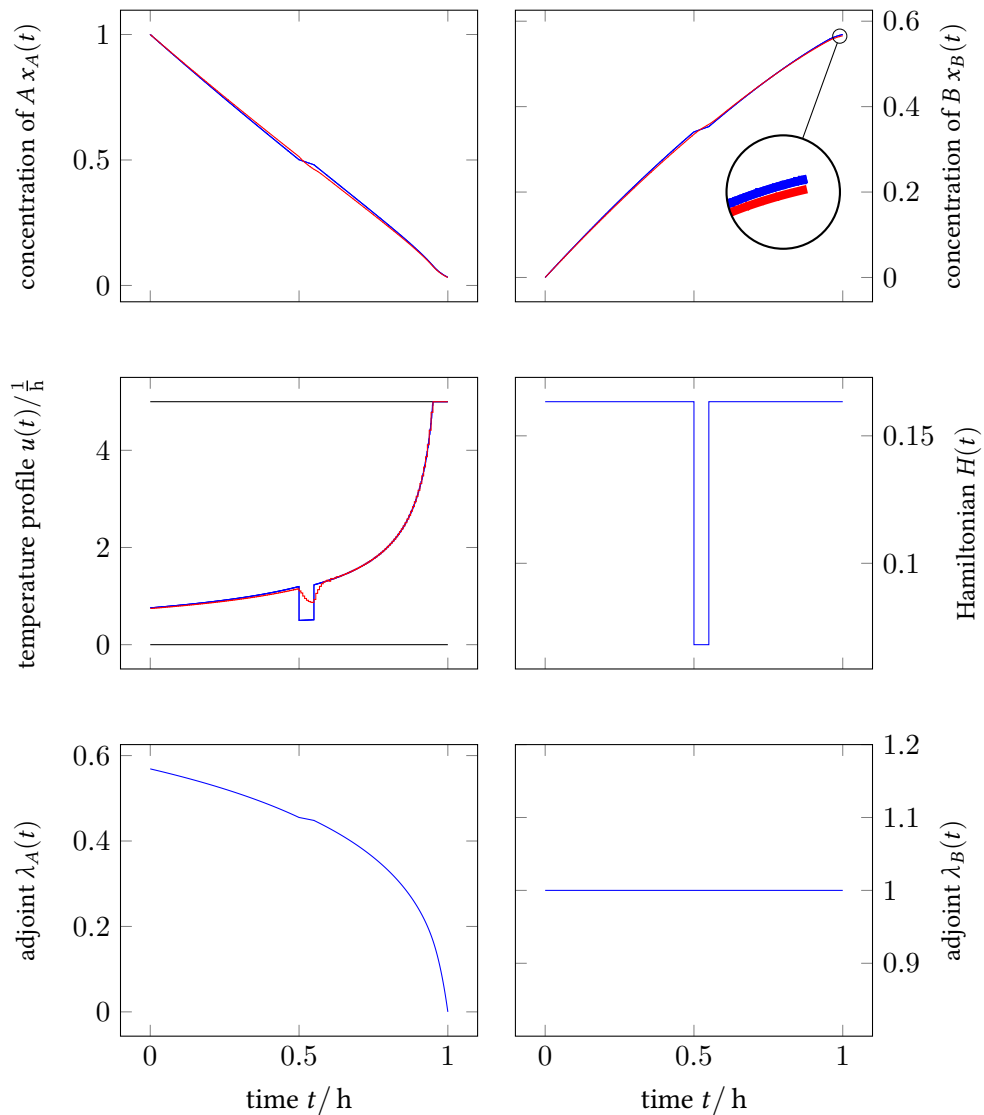 concentration of A x_A(t)
1
0.5
0
0.6
0.4
0.2
0
concentration of B x_B(t)
temperature profile u(t)/ 1/h
4
2
0
0.15
0.1
Hamiltonian H(t)
adjoint λ_A(t)
0.6
0.4
0.2
0
0 0.5 1
time t/ h
1.2
1.1
1
0.9
adjoint λ_B(t)
0 0.5 1
time t/ h